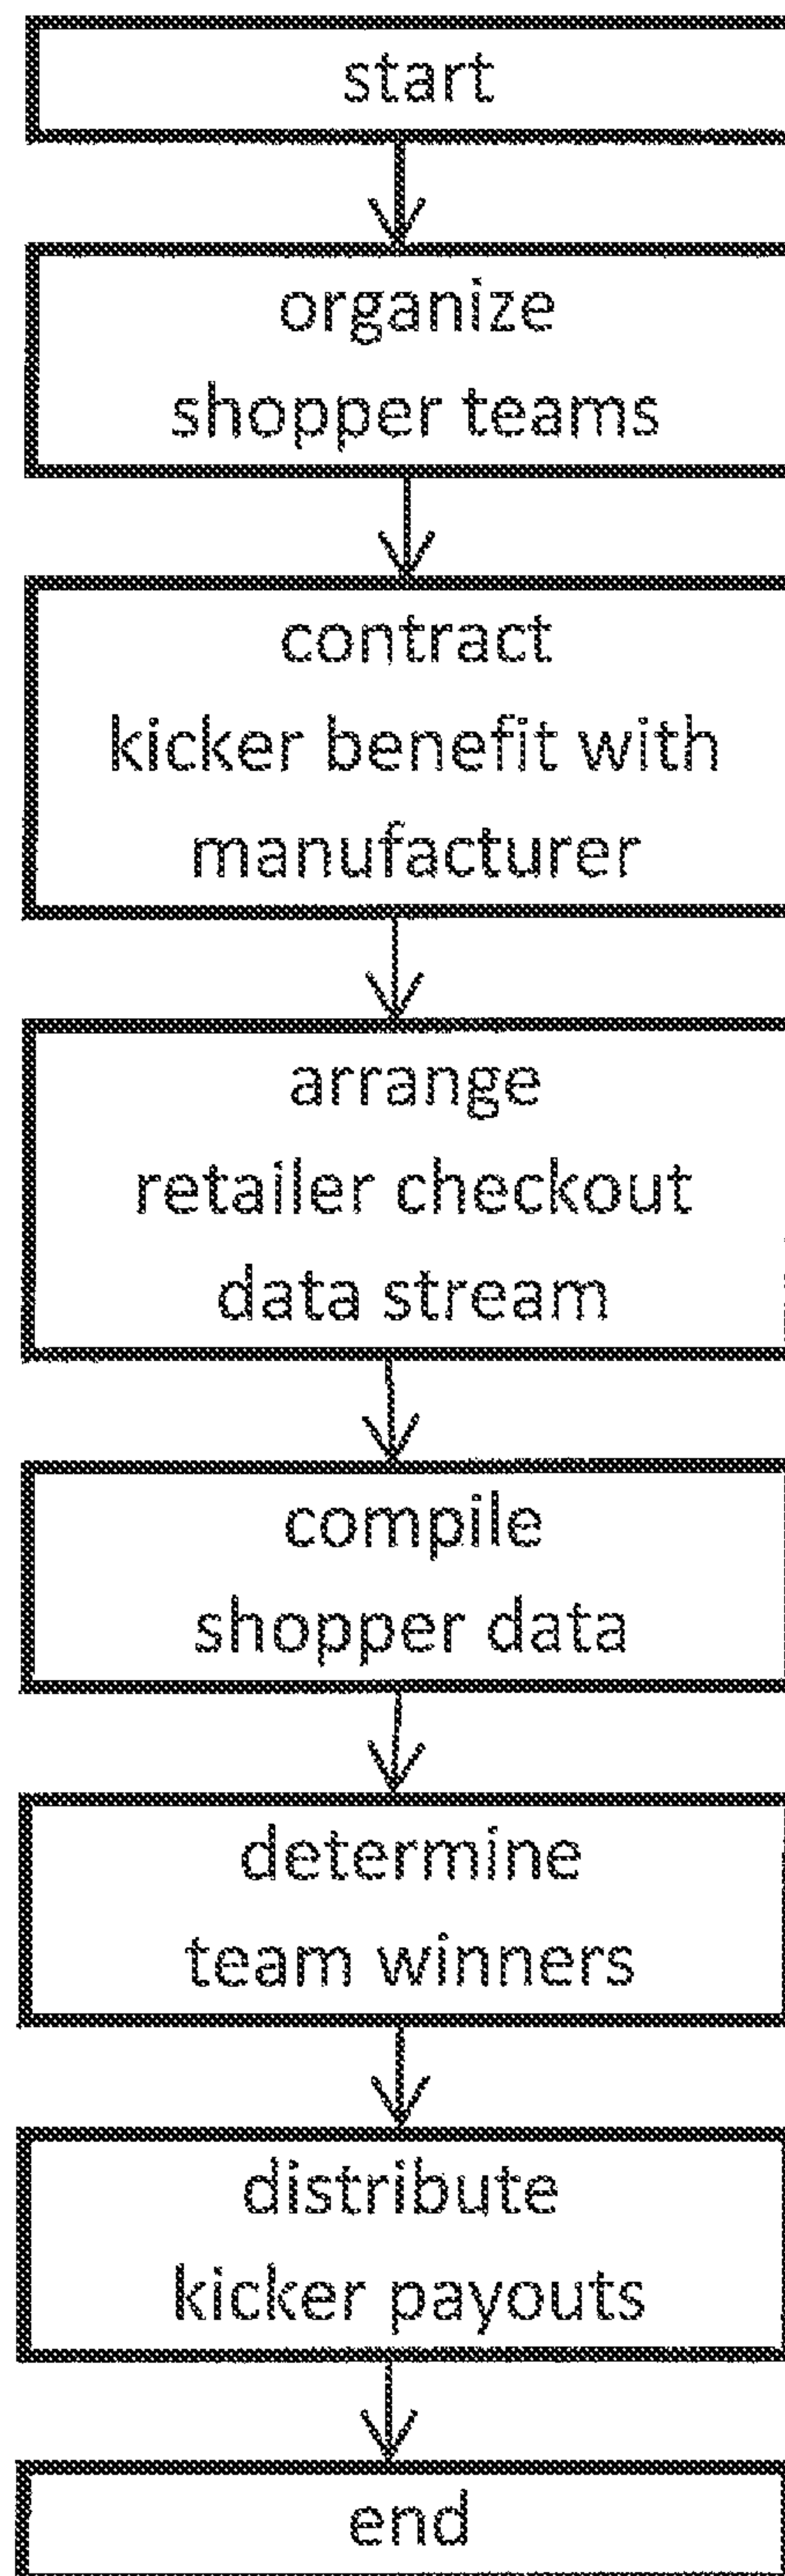 start
organize
shopper teams
contract
kicker benefit with
manufacturer
arrange
retailer checkout
data stream
compile
shopper data
determine
team winners
distribute
kicker payouts
end